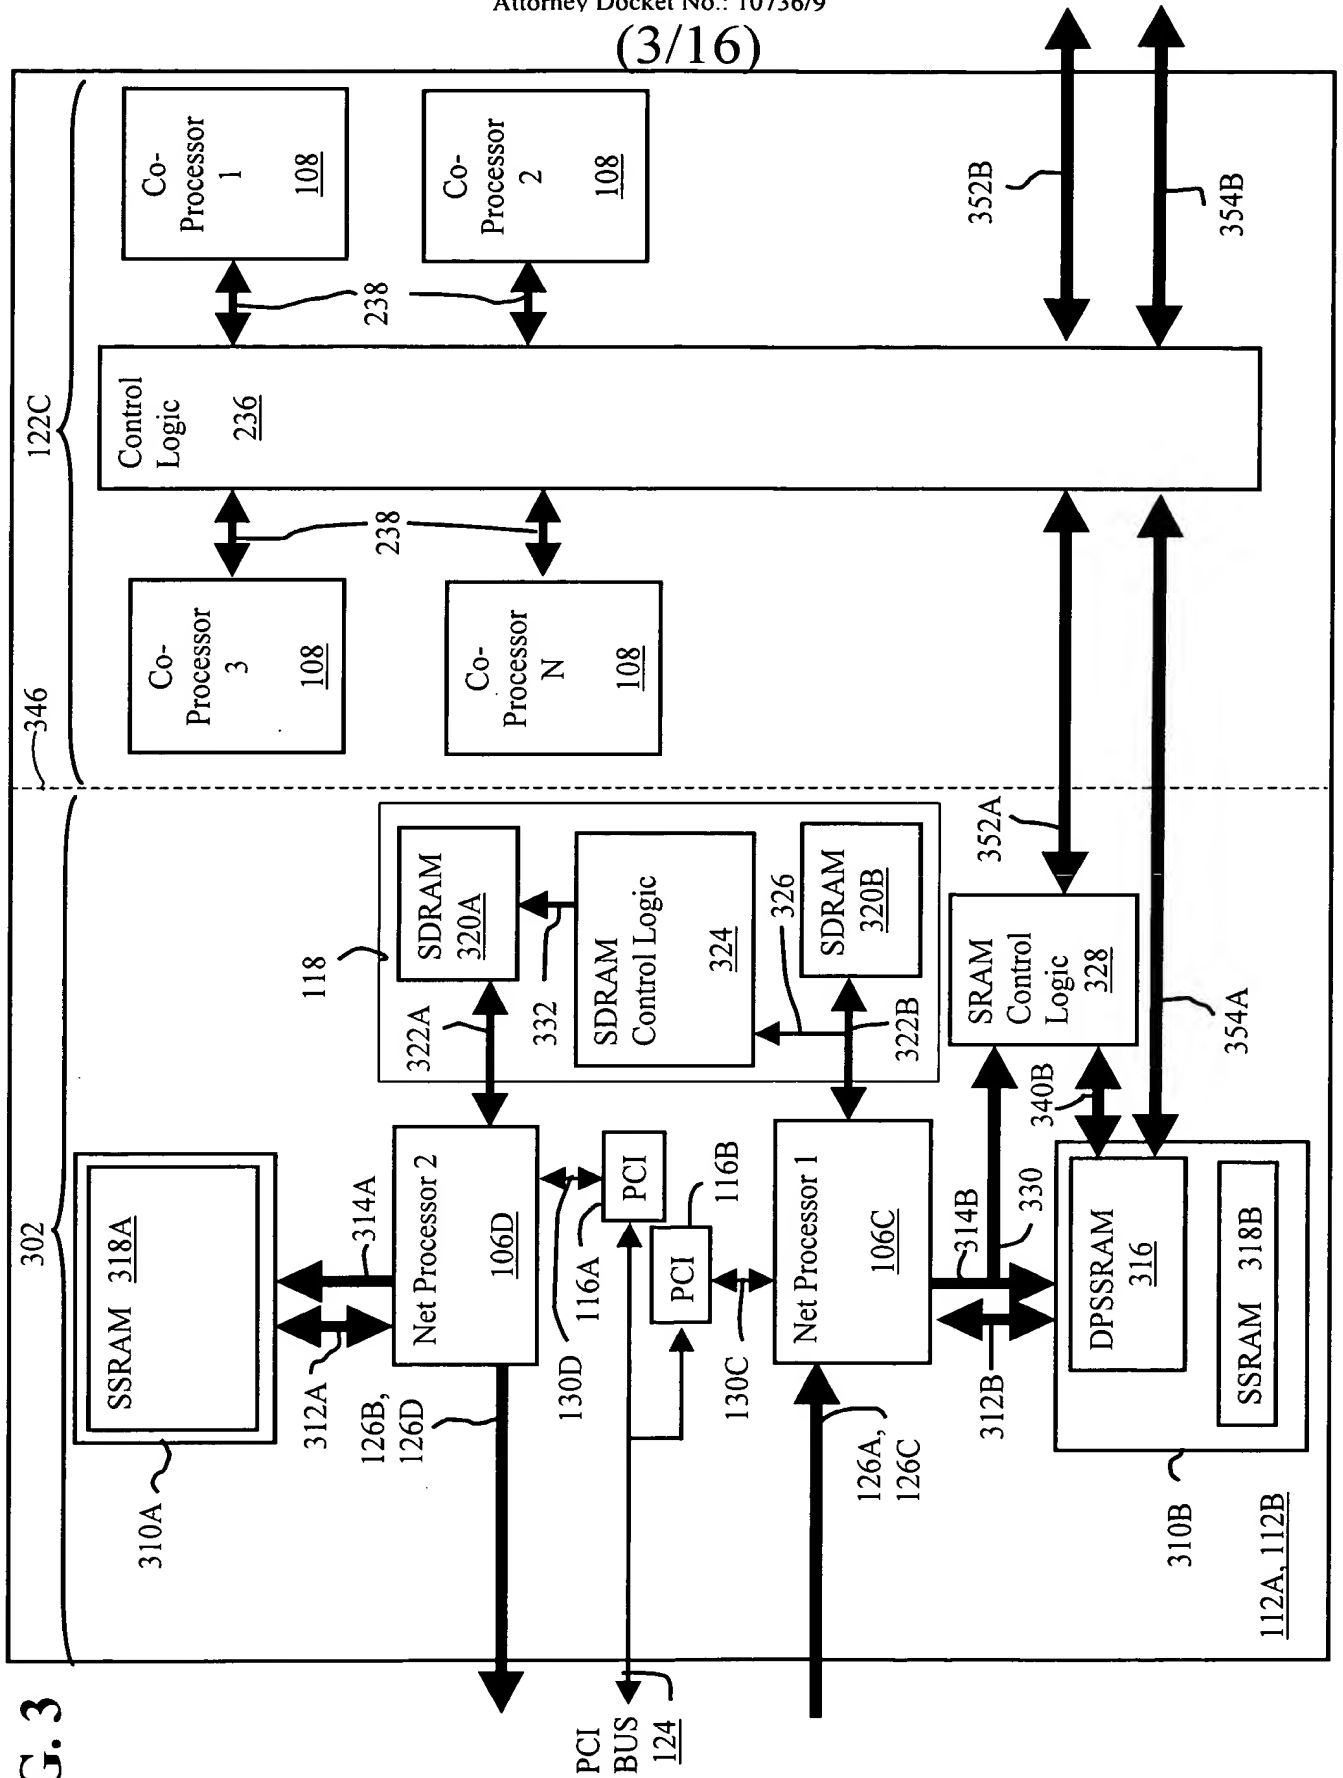 Attorney Docket No.: 10736/9
(3/16)
G. 3
302
346
122C
SSRAM 318A
310A
312A
314A
126B,
126D
Net Processor 2
106D
322A
118
SDRAM
320A
332
SDRAM
Control Logic
324
326
SDRAM
320B
322B
PCI
116A
130D
PCI
116B
130C
PCI
BUS
124
Net Processor 1
106C
126A,
126C
314B
330
312B
340B
DPSSRAM
316
SSRAM 318B
310B
112A, 112B
SRAM
Control
Logic
328
352A
354A
Co-
Processor
3
108
Co-
Processor
N
108
238
Control
Logic
236
238
Co-
Processor
1
108
Co-
Processor
2
108
352B
354B